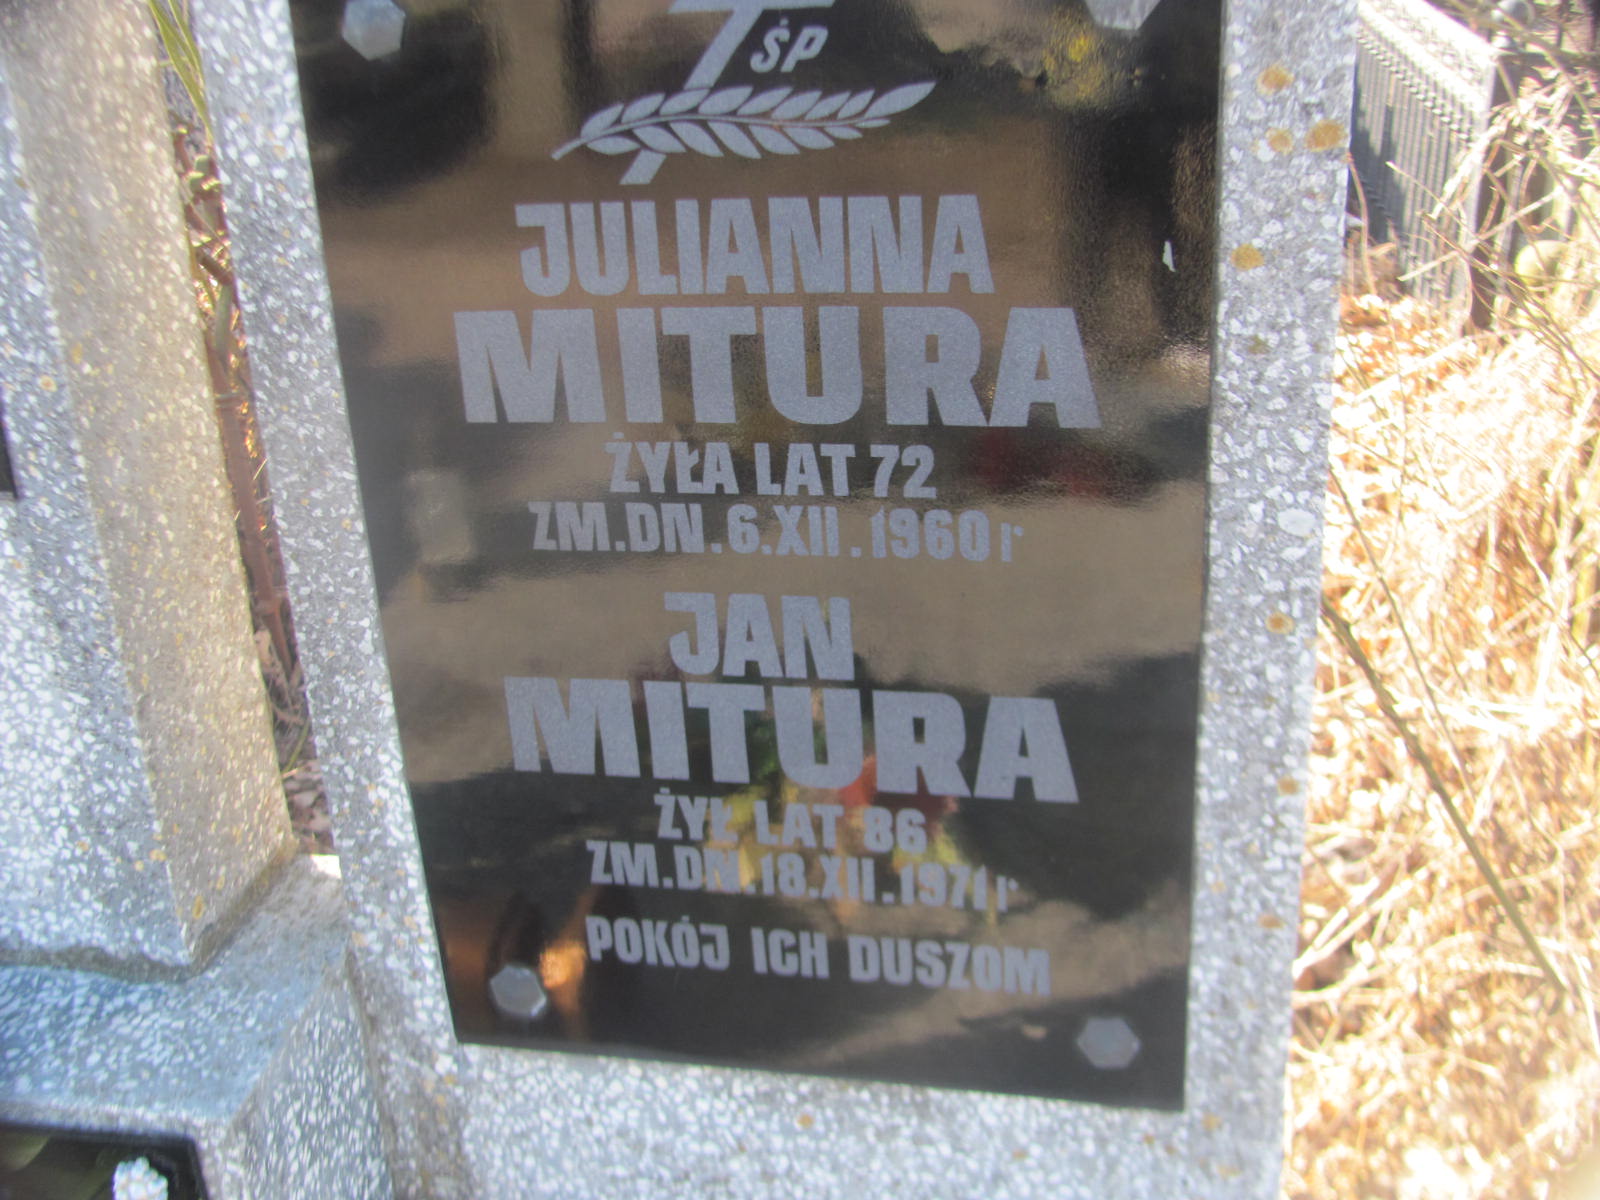 ŚP
JULIANNA
MITURA
ŻYŁA LAT 72
ZM.DN.6.XII.1960 r
JAN
MITURA
ŻYŁ LAT 86
ZM.DN.18.XII.1971 r
POKÓJ ICH DUSZOM